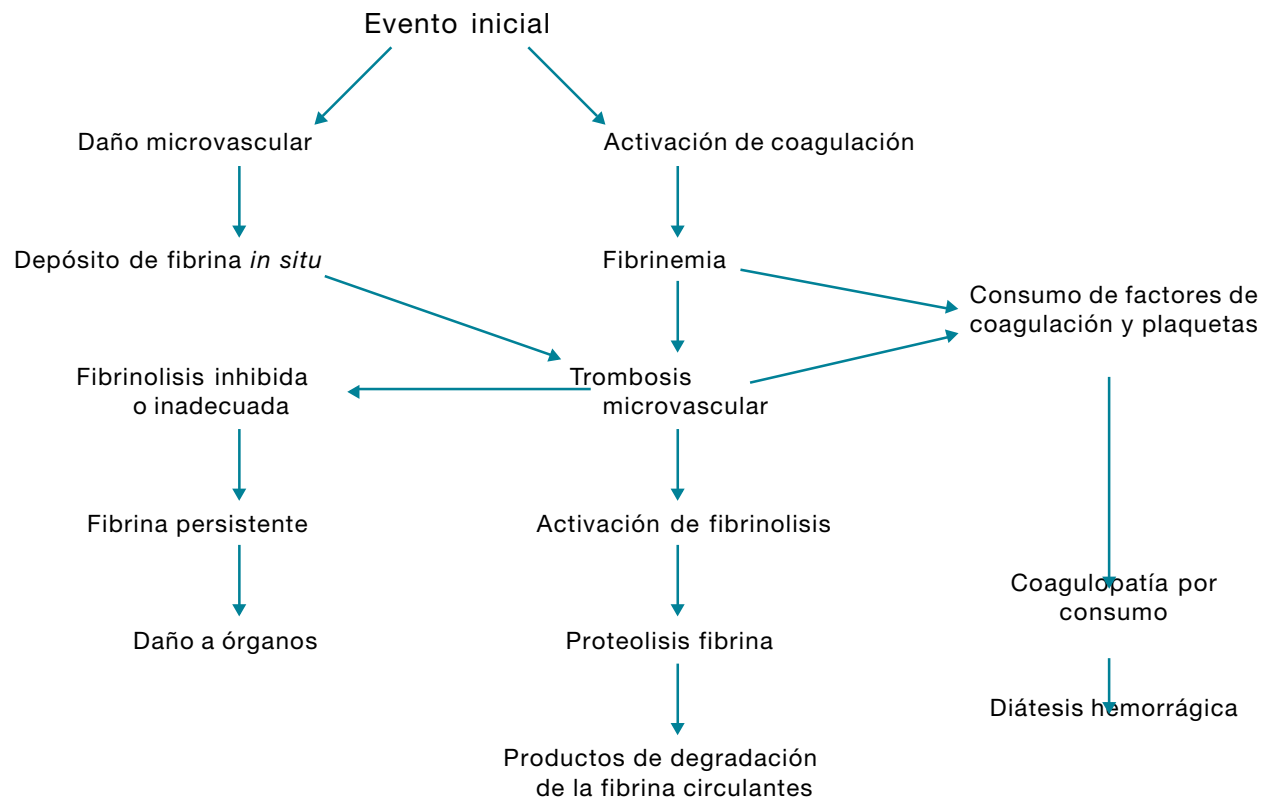 Evento inicial
Daño microvascular
Activación de coagulación
Depósito de fibrina in situ
Fibrinemia
Consumo de factores de
coagulación y plaquetas
Fibrinolisis inhibida
o inadecuada
Trombosis
microvascular
Fibrina persistente
Activación de fibrinolisis
Coagulopatía por
consumo
Daño a órganos
Proteolisis fibrina
Diátesis hemorrágica
Productos de degradación
de la fibrina circulantes